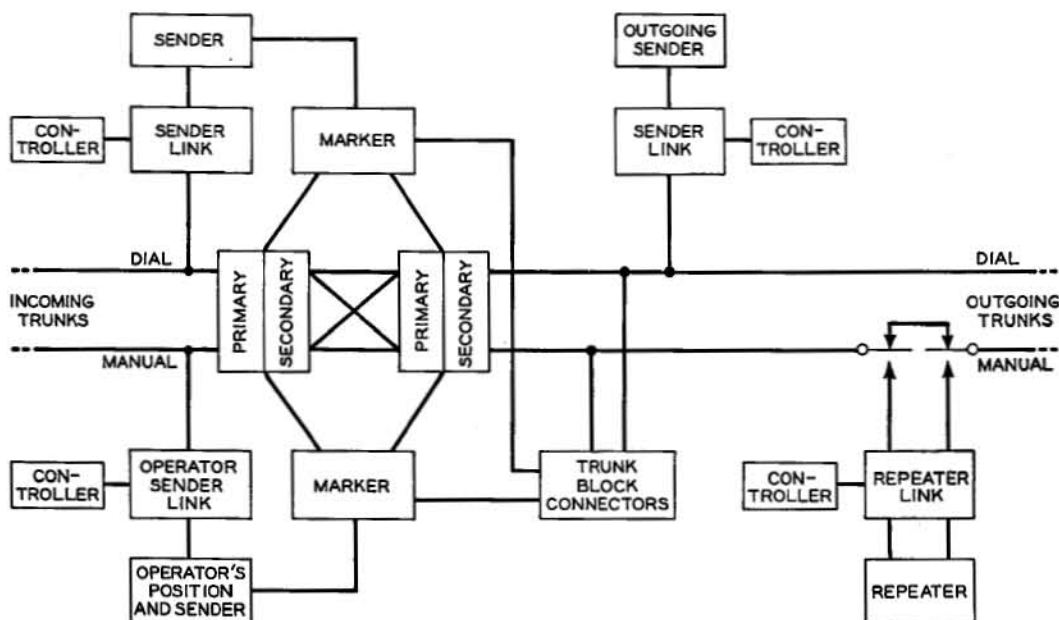 SENDER
OUTGOING
SENDER
CON-
TROLLER
SENDER
LINK
MARKER
SENDER
LINK
CON-
TROLLER
DIAL
DIAL
INCOMING
TRUNKS
PRIMARY
SECONDARY
PRIMARY
SECONDARY
OUTGOING
TRUNKS
MANUAL
MANUAL
CON-
TROLLER
OPERATOR
SENDER
LINK
MARKER
TRUNK
BLOCK
CONNECTORS
CON-
TROLLER
REPEATER
LINK
OPERATOR'S
POSITION
AND SENDER
REPEATER